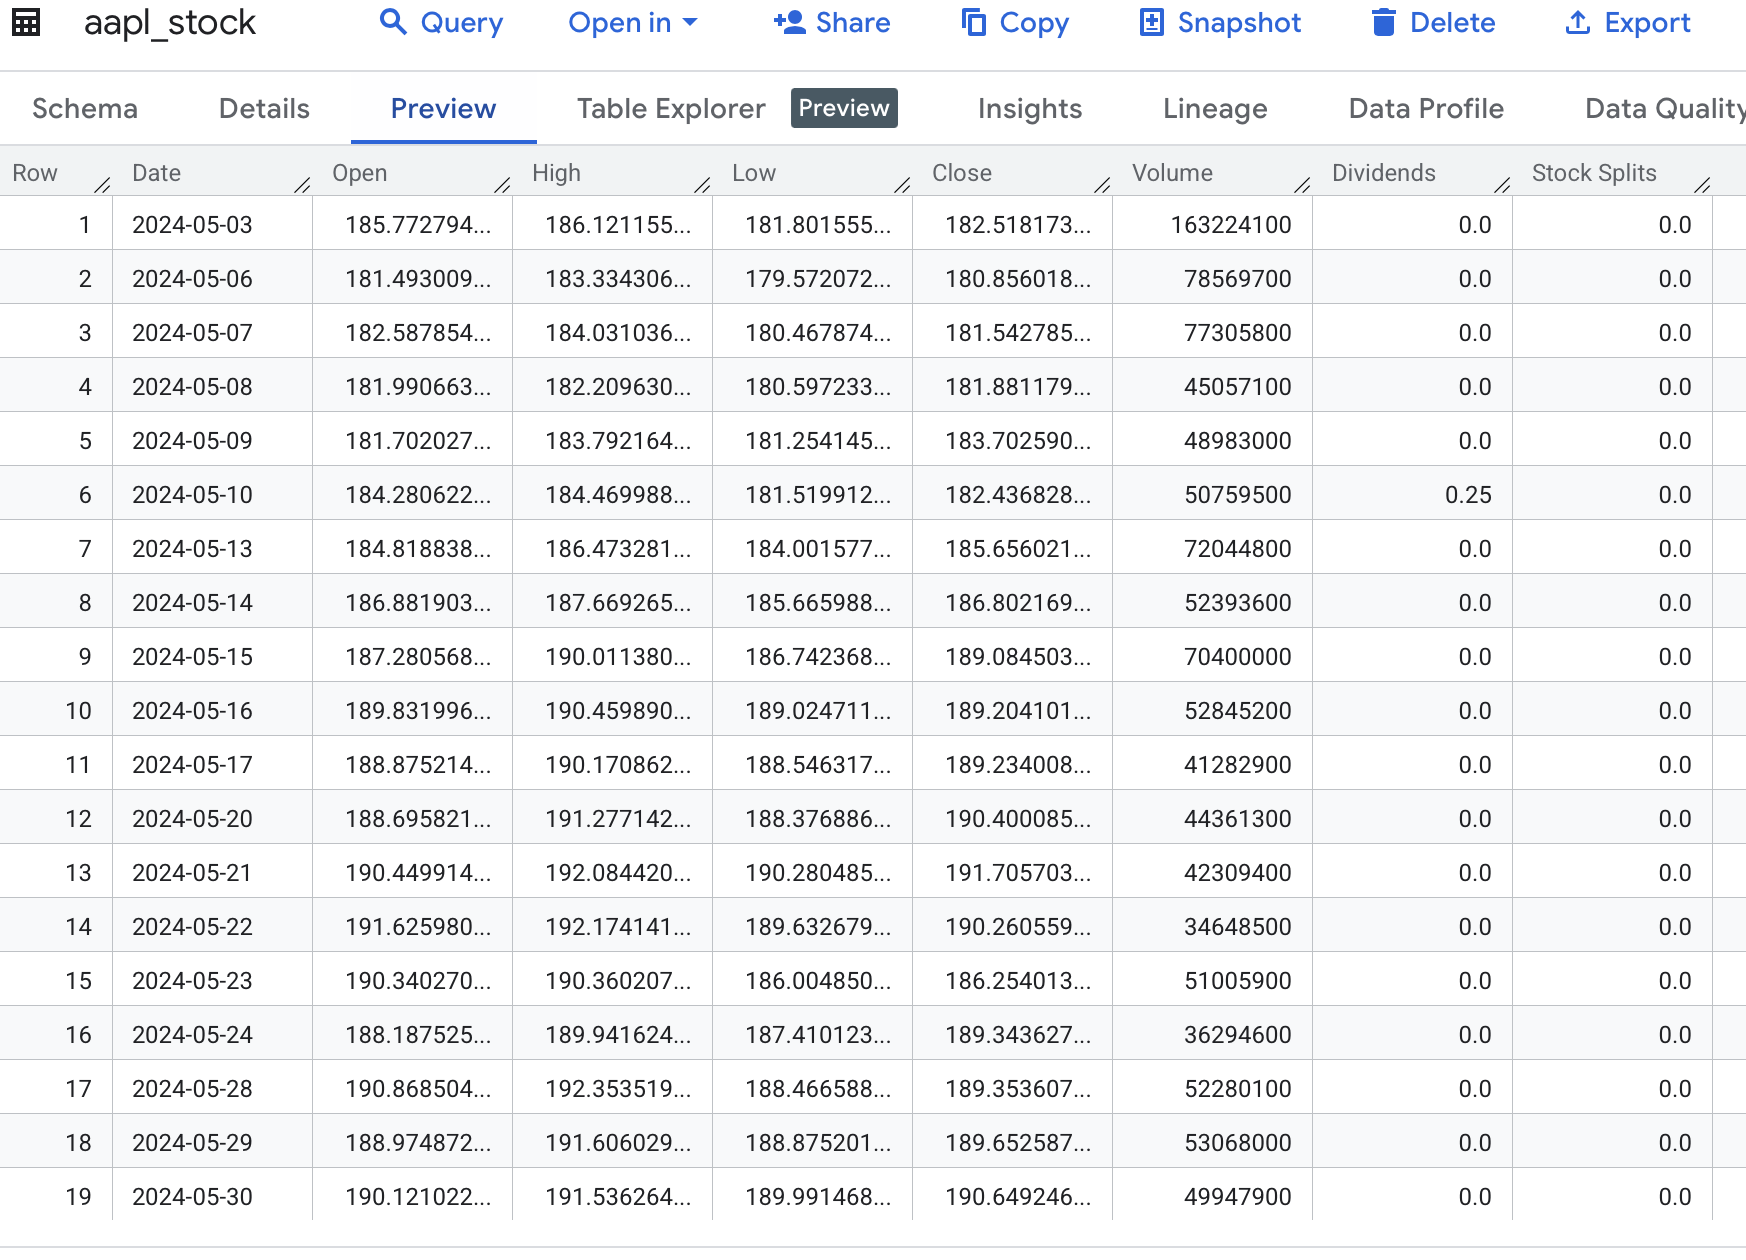 aapl_stock Query Open in Share Copy Snapshot Delete Export
Schema Details Preview Table Explorer Preview Insights Lineage Data Profile Data Quality
Row Date Open High Low Close Volume Dividends Stock Splits
1 2024-05-03 185.772794... 186.121155... 181.801555... 182.518173... 163224100 0.0 0.0
2 2024-05-06 181.493009... 183.334306... 179.572072... 180.856018... 78569700 0.0 0.0
3 2024-05-07 182.587854... 184.031036... 180.467874... 181.542785... 77305800 0.0 0.0
4 2024-05-08 181.990663... 182.209630... 180.597233... 181.881179... 45057100 0.0 0.0
5 2024-05-09 181.702027... 183.792164... 181.254145... 183.702590... 48983000 0.0 0.0
6 2024-05-10 184.280622... 184.469988... 181.519912... 182.436828... 50759500 0.25 0.0
7 2024-05-13 184.818838... 186.473281... 184.001577... 185.656021... 72044800 0.0 0.0
8 2024-05-14 186.881903... 187.669265... 185.665988... 186.802169... 52393600 0.0 0.0
9 2024-05-15 187.280568... 190.011380... 186.742368... 189.084503... 70400000 0.0 0.0
10 2024-05-16 189.831996... 190.459890... 189.024711... 189.204101... 52845200 0.0 0.0
11 2024-05-17 188.875214... 190.170862... 188.546317... 189.234008... 41282900 0.0 0.0
12 2024-05-20 188.695821... 191.277142... 188.376886... 190.400085... 44361300 0.0 0.0
13 2024-05-21 190.449914... 192.084420... 190.280485... 191.705703... 42309400 0.0 0.0
14 2024-05-22 191.625980... 192.174141... 189.632679... 190.260559... 34648500 0.0 0.0
15 2024-05-23 190.340270... 190.360207... 186.004850... 186.254013... 51005900 0.0 0.0
16 2024-05-24 188.187525... 189.941624... 187.410123... 189.343627... 36294600 0.0 0.0
17 2024-05-28 190.868504... 192.353519... 188.466588... 189.353607... 52280100 0.0 0.0
18 2024-05-29 188.974872... 191.606029... 188.875201... 189.652587... 53068000 0.0 0.0
19 2024-05-30 190.121022... 191.536264... 189.991468... 190.649246... 49947900 0.0 0.0